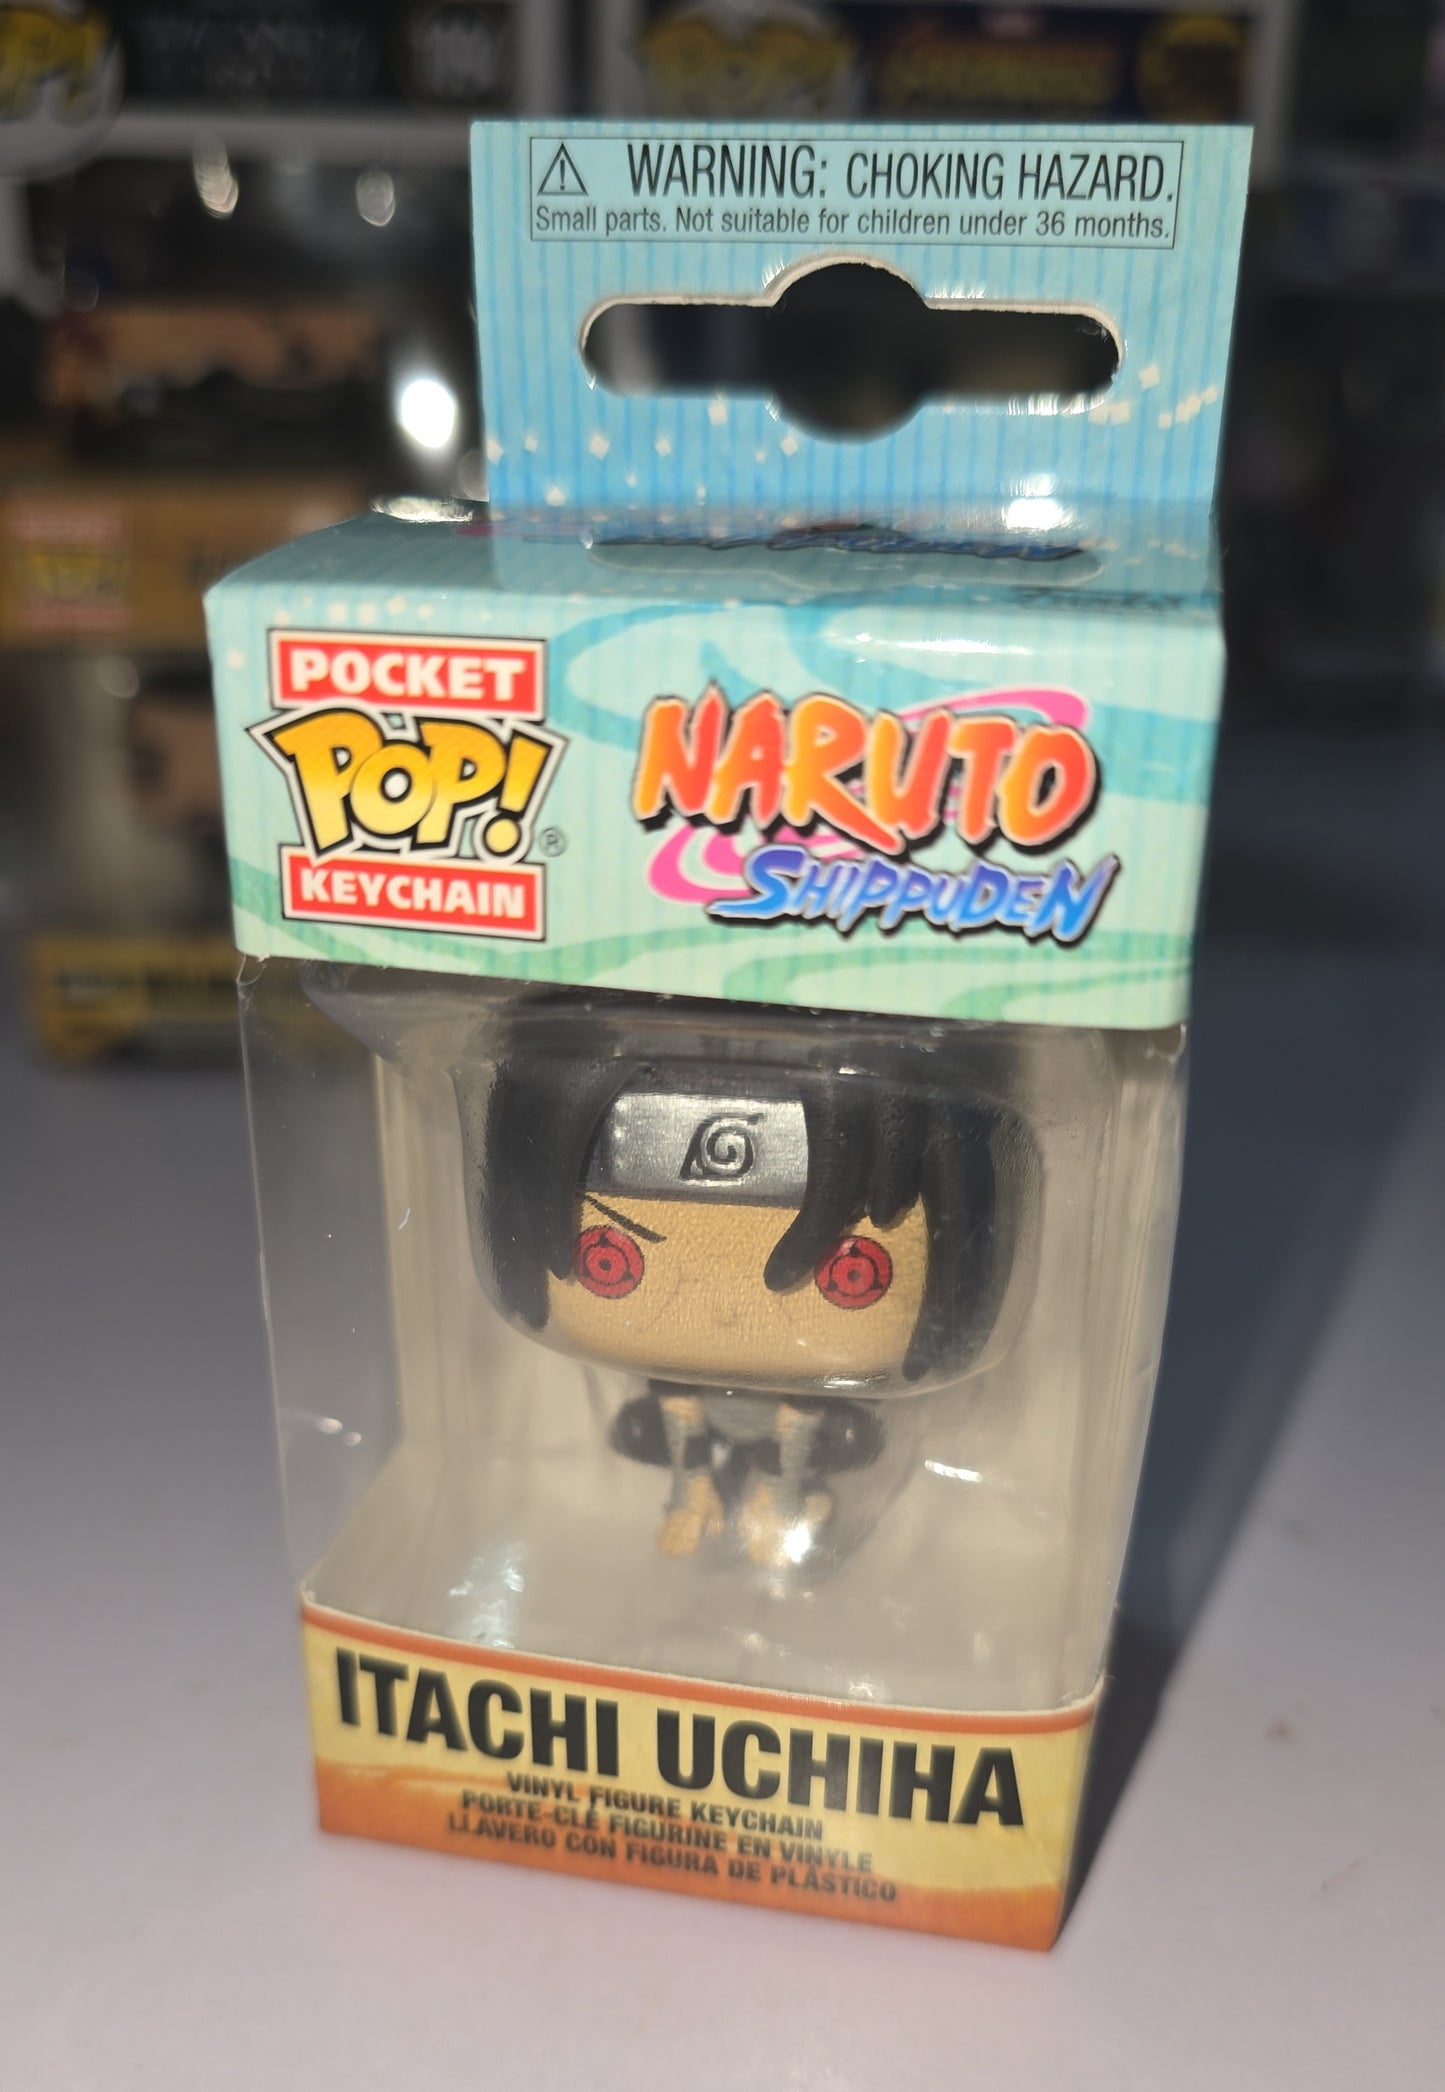 WARNING: CHOKING HAZARD.
Small parts. Not suitable for children under 36 months.
POCKET
POP!®
KEYCHAIN
NARUTO
SHIPPUDEN
ITACHI UCHIHA
VINYL FIGURE KEYCHAIN
PORTE-CLÉ FIGURINE EN VINYLE
LLAVERO CON FIGURA DE PLÁSTICO